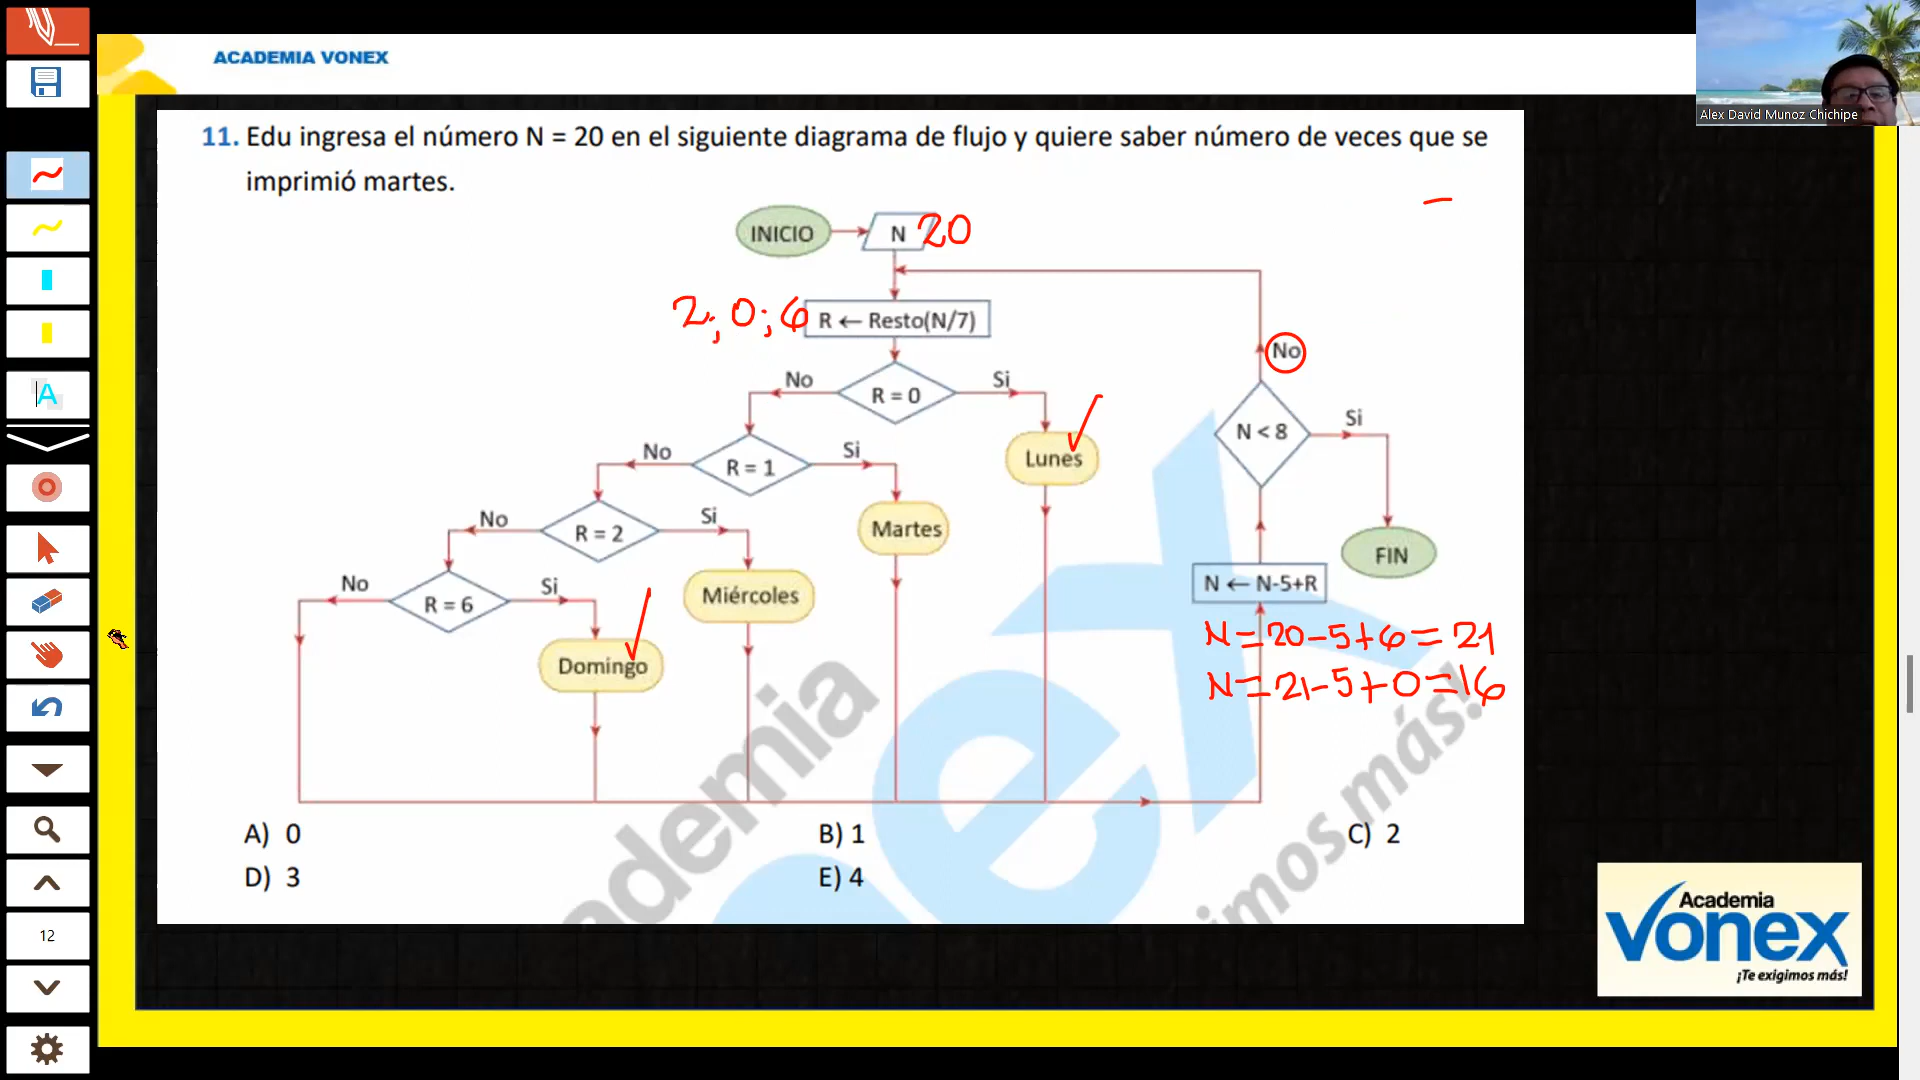 ACADEMIA VONEX
Alex David Munoz Chichipe
11. Edu ingresa el número N = 20 en el siguiente diagrama de flujo y quiere saber número de veces que se
imprimió martes.
INICIO
N
20
2; 0; 6
R ← Resto(N/7)
No
No
R = 0
Si
N < 8
Si
Lunes
No
R = 1
Si
No
R = 2
Si
Martes
FIN
No
R = 6
Si
Miércoles
N ← N-5+R
N=20-5+6=21
Domingo
N=21-5+0=16
academia
imos más!
A) 0
B) 1
C) 2
D) 3
E) 4
Academia
Vonex
¡Te exigimos más!
A
12